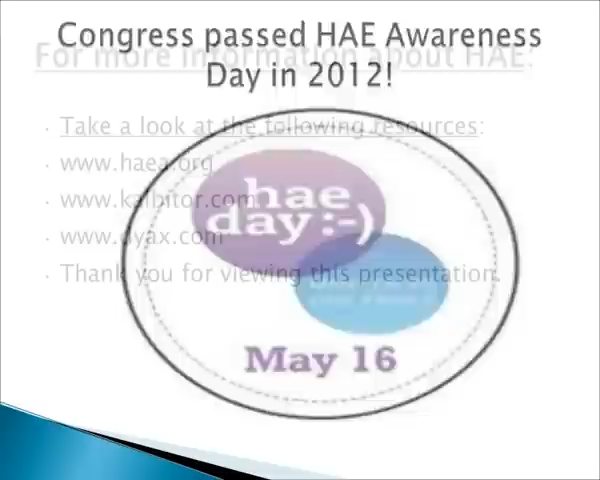 Congress passed HAE Awareness
Day in 2012!
For more information about HAE:
Take a look at the following resources:
www.haea.org
www.kalbitor.com
www.dyax.com
Thank you for viewing this presentation.
hae
day :-)
May 16